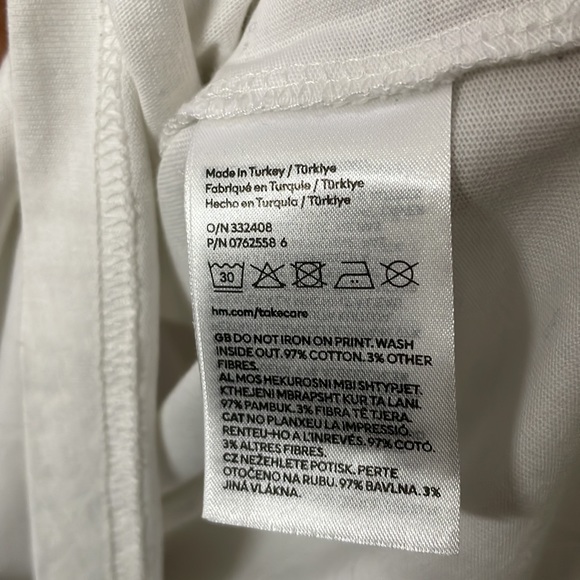 Made in Turkey / Türkiye
Fabriqué en Turquie / Türkiye
Hecho en Turquía / Türkiye
O/N 332408
P/N 0762558 6
30
hm.com/takecare
GB DO NOT IRON ON PRINT. WASH
INSIDE OUT. 97% COTTON. 3% OTHER
FIBRES.
AL MOS HEKUROSNI MBI SHTYPJET.
KTHEJENI MBRAPSHT KUR TA LANI.
97% PAMBUK. 3% FIBRA TË TJERA.
CAT NO PLANXEU LA IMPRESSIÓ.
RENTEU-HO A L'INREVÉS. 97% COTÓ.
3% ALTRES FIBRES.
CZ NEŽEHLETE POTISK. PERTE
OTOČENO NA RUBU. 97% BAVLNA. 3%
JINÁ VLÁKNA.